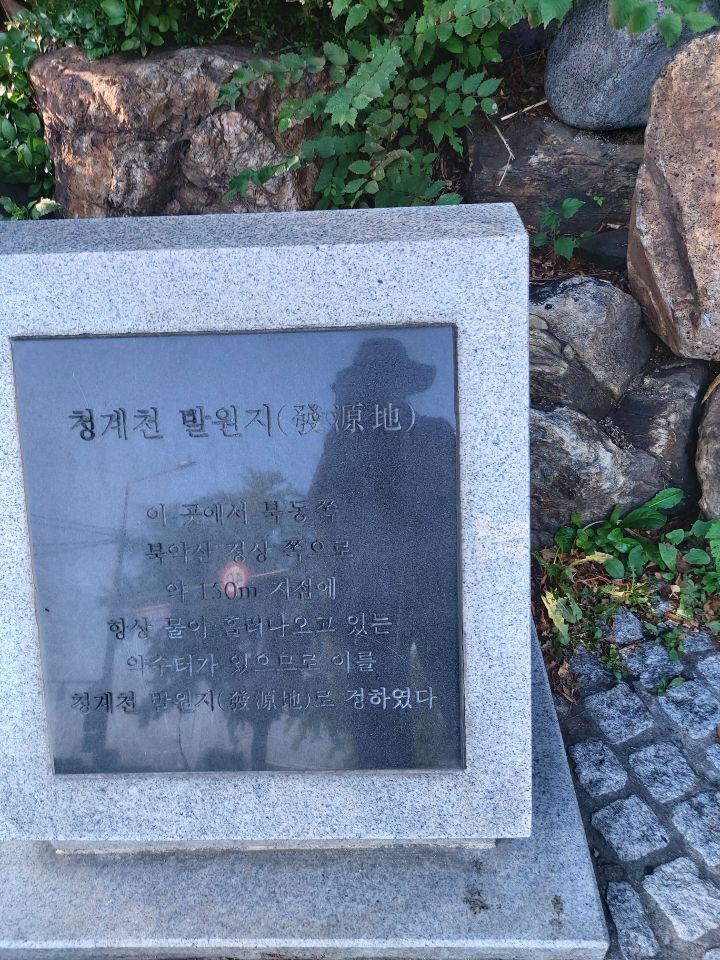 청계천 발원지(發源地)
이 곳에서 북동쪽
북악산 정상 쪽으로
약 150m 지점에
항상 물이 흘러나오고 있는
약수터가 있으므로 이를
청계천 발원지(發源地)로 정하였다